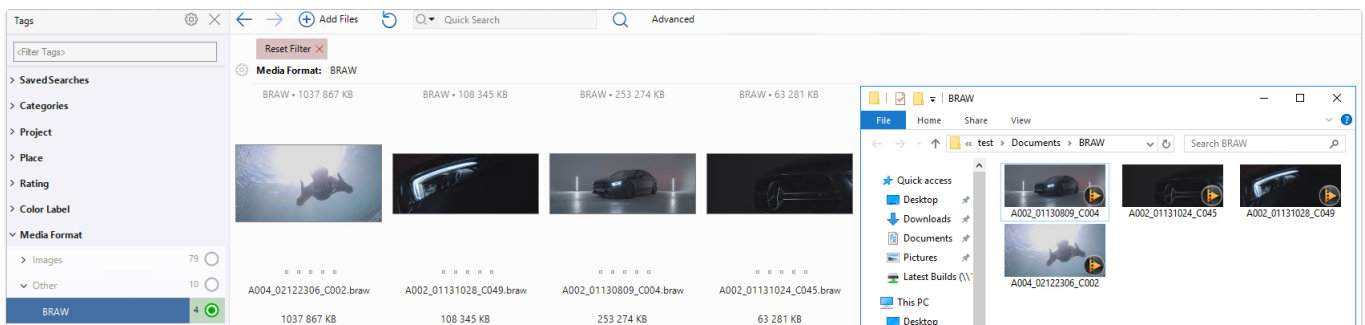 Tags
Add Files
Quick Search
Advanced
<Filter Tags>
Reset Filter
Media Format: BRAW
Saved Searches
Categories
Project
Place
Rating
Color Label
Media Format
Images 79
Other 10
BRAW 4
BRAW • 1037 867 KB
BRAW • 108 345 KB
BRAW • 253 274 KB
BRAW • 63 281 KB
A004_02122306_C002.braw
A002_01131028_C049.braw
A002_01130809_C004.braw
A002_01131024_C045.braw
1037 867 KB
108 345 KB
253 274 KB
63 281 KB
BRAW
File Home Share View
« test > Documents > BRAW
Search BRAW
Quick access
Desktop
Downloads
Documents
Pictures
Latest Builds (\\
This PC
Desktop
A002_01130809_C004
A002_01131024_C045
A002_01131028_C049
A004_02122306_C002